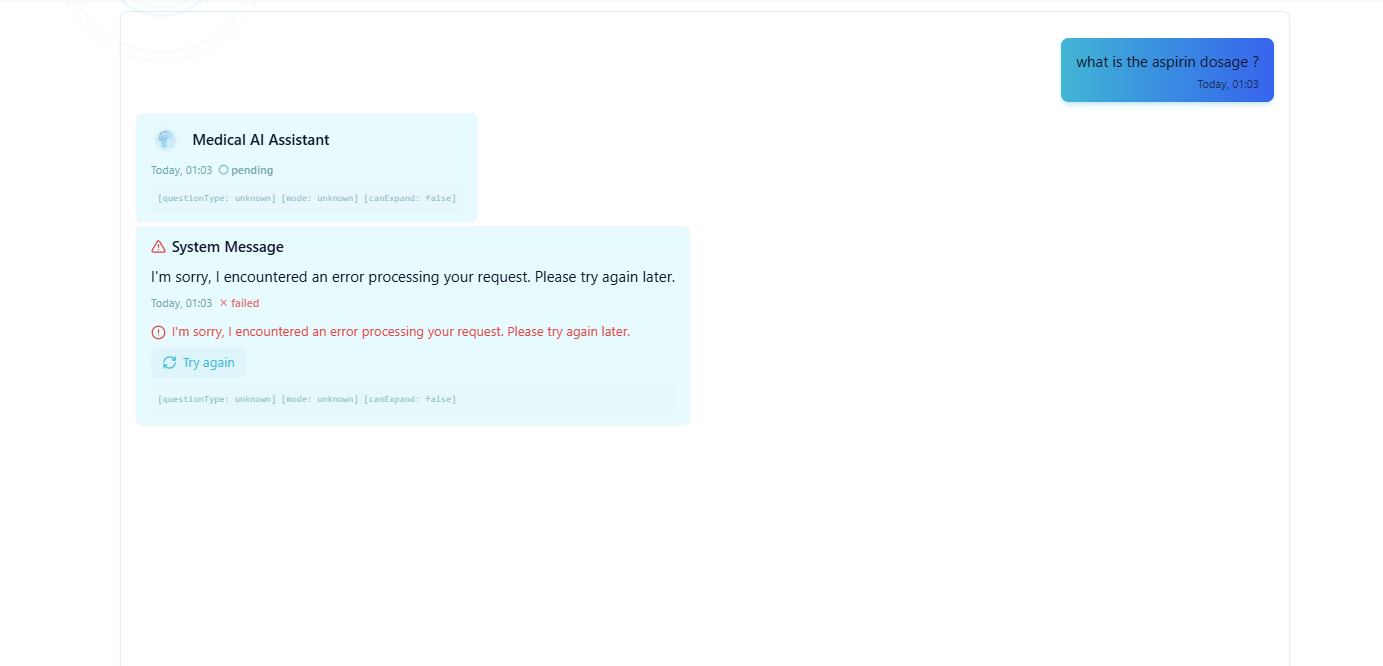 what is the aspirin dosage ?
Today, 01:03
Medical AI Assistant
Today, 01:03 pending
[questionType: unknown] [mode: unknown] [canExpand: false]
System Message
I'm sorry, I encountered an error processing your request. Please try again later.
Today, 01:03 × failed
I'm sorry, I encountered an error processing your request. Please try again later.
Try again
[questionType: unknown] [mode: unknown] [canExpand: false]